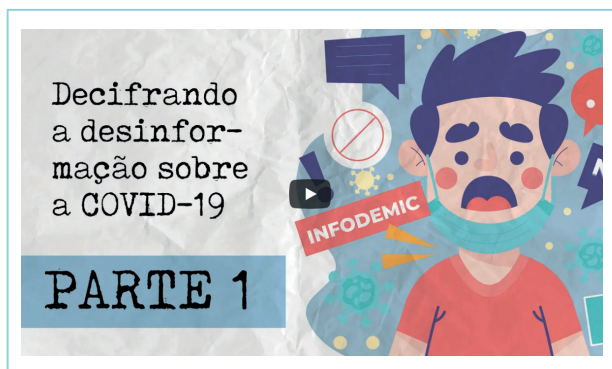 Decifrando
a desinfor-
mação sobre
a COVID-19
PARTE 1
INFODEMIC